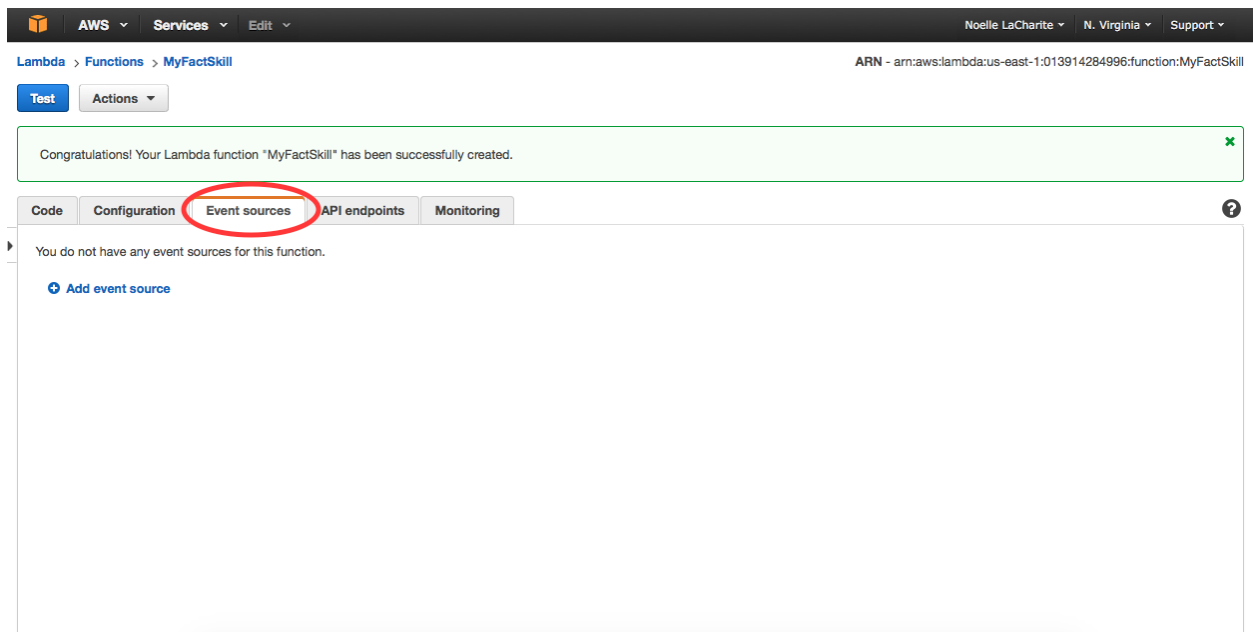 AWS Services Edit Noelle LaCharite N. Virginia Support
Lambda > Functions > MyFactSkill ARN - arn:aws:lambda:us-east-1:013914284996:function:MyFactSkill
Test Actions
Congratulations! Your Lambda function "MyFactSkill" has been successfully created.
Code Configuration Event sources API endpoints Monitoring
You do not have any event sources for this function.
Add event source